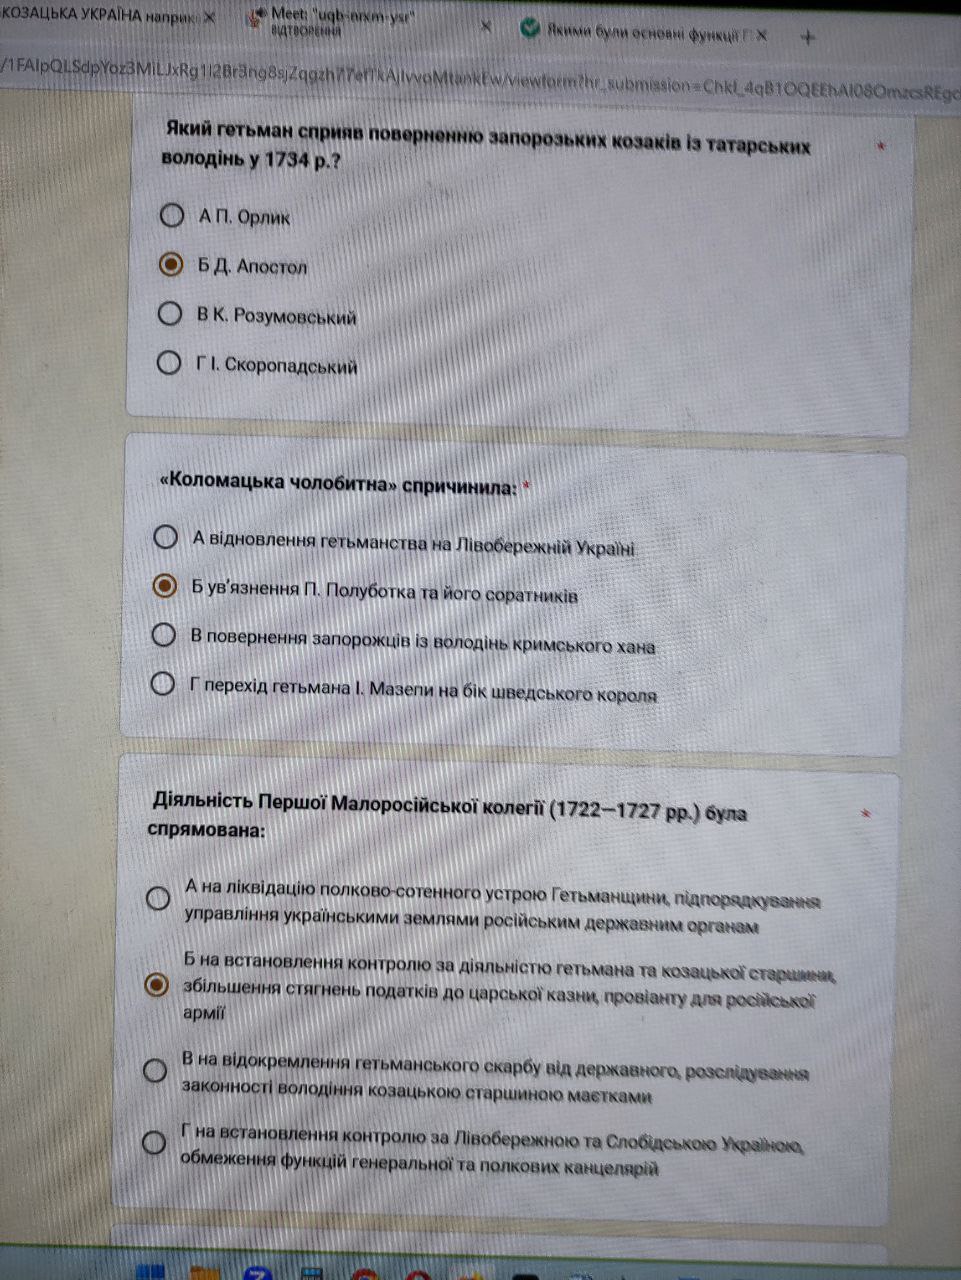 КОЗАЦЬКА УКРАЇНА наприк
Meet: "uqb-nrxm-ysr"
ВІДТВОРЕННЯ
Якими були основні функції Г
Який гетьман сприяв поверненню запорозьких козаків із татарських *
володінь у 1734 р.?
А П. Орлик
Б Д. Апостол
В К. Розумовський
Г І. Скоропадський
«Коломацька чолобитна» спричинила: *
А відновлення гетьманства на Лівобережній Україні
Б ув’язнення П. Полуботка та його соратників
В повернення запорожців із володінь кримського хана
Г перехід гетьмана І. Мазепи на бік шведського короля
Діяльність Першої Малоросійської колегії (1722—1727 рр.) була *
спрямована:
А на ліквідацію полково-сотенного устрою Гетьманщини, підпорядкування
управління українськими землями російським державним органам
Б на встановлення контролю за діяльністю гетьмана та козацької старшини,
збільшення стягнень податків до царської казни, провіанту для російської
армії
В на відокремлення гетьманського скарбу від державного, розслідування
законності володіння козацькою старшиною маєтками
Г на встановлення контролю за Лівобережною та Слобідською Україною,
обмеження функцій генеральної та полкових канцелярій